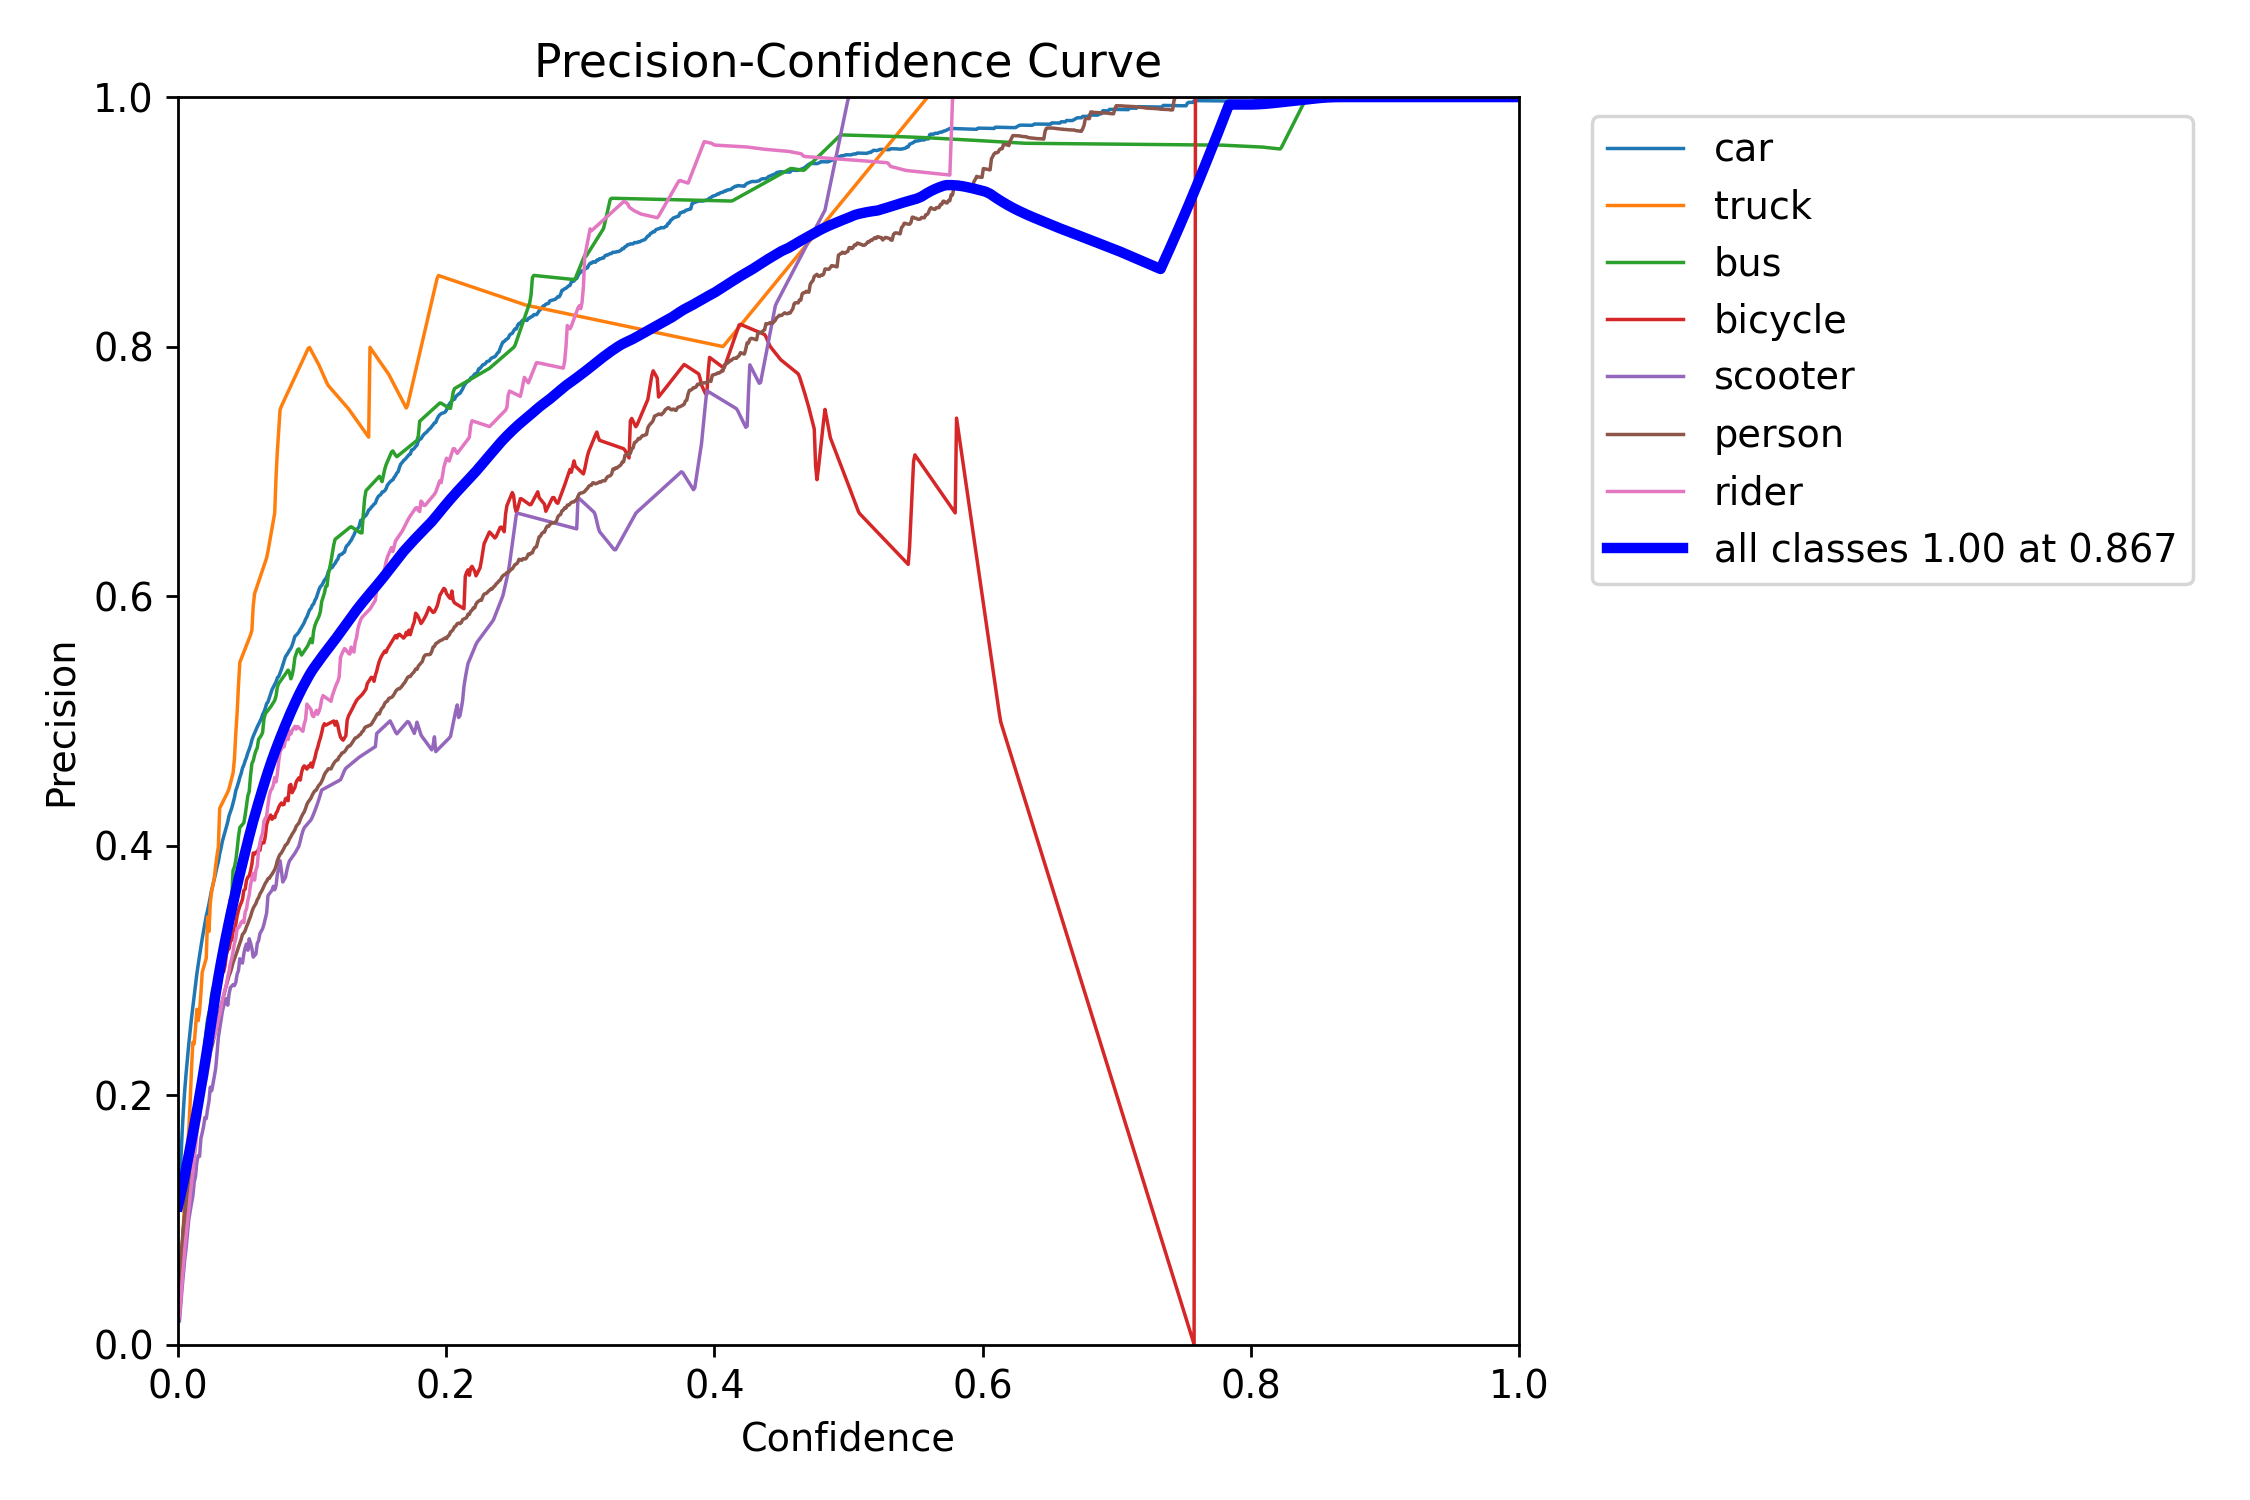 Precision-Confidence Curve
1.0
0.8
0.6
0.4
0.2
0.0
Precision
0.0 0.2 0.4 0.6 0.8 1.0
Confidence
car
truck
bus
bicycle
scooter
person
rider
all classes 1.00 at 0.867